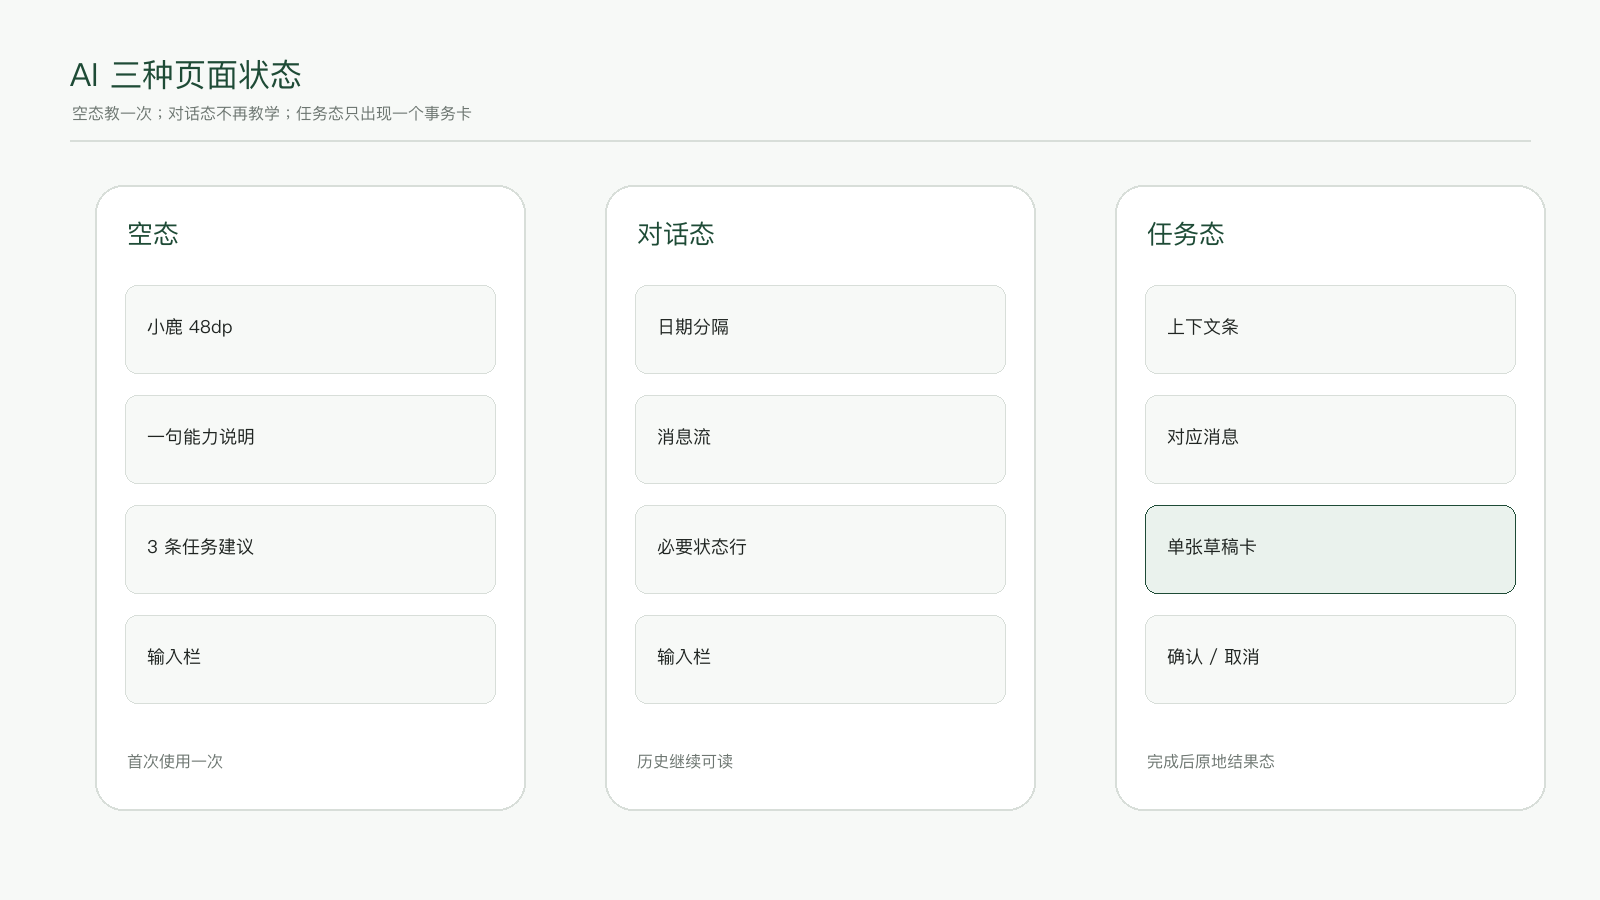 AI 三种页面状态
空态教一次；对话态不再教学；任务态只出现一个事务卡
空态
小鹿 48dp
一句能力说明
3 条任务建议
输入栏
首次使用一次
对话态
日期分隔
消息流
必要状态行
输入栏
历史继续可读
任务态
上下文条
对应消息
单张草稿卡
确认 / 取消
完成后原地结果态